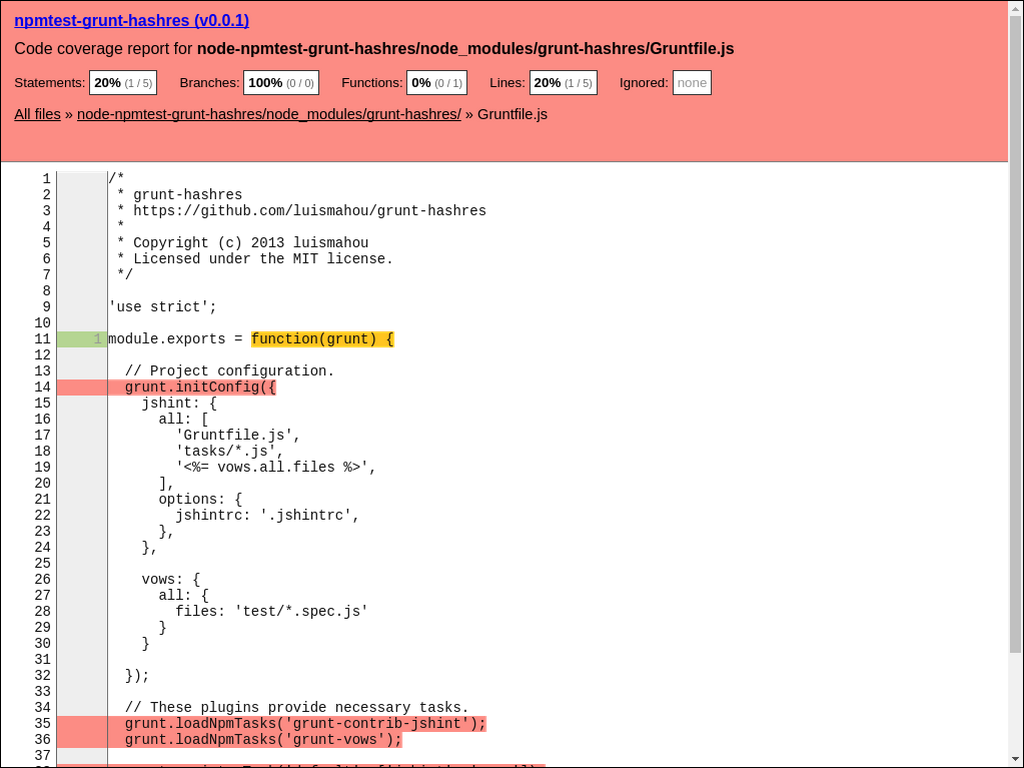 npmtest-grunt-hashres (v0.0.1)
Code coverage report for node-npmtest-grunt-hashres/node_modules/grunt-hashres/Gruntfile.js
Statements: 20% (1 / 5) Branches: 100% (0 / 0) Functions: 0% (0 / 1) Lines: 20% (1 / 5) Ignored: none
All files » node-npmtest-grunt-hashres/node_modules/grunt-hashres/ » Gruntfile.js
1 /*
2  * grunt-hashres
3  * https://github.com/luismahou/grunt-hashres
4  *
5  * Copyright (c) 2013 luismahou
6  * Licensed under the MIT license.
7  */
8
9 'use strict';
10
11 1 module.exports = function(grunt) {
12
13   // Project configuration.
14   grunt.initConfig({
15     jshint: {
16       all: [
17         'Gruntfile.js',
18         'tasks/*.js',
19         '<%= vows.all.files %>',
20       ],
21       options: {
22         jshintrc: '.jshintrc',
23       },
24     },
25
26     vows: {
27       all: {
28         files: 'test/*.spec.js'
29       }
30     }
31
32   });
33
34   // These plugins provide necessary tasks.
35   grunt.loadNpmTasks('grunt-contrib-jshint');
36   grunt.loadNpmTasks('grunt-vows');
37